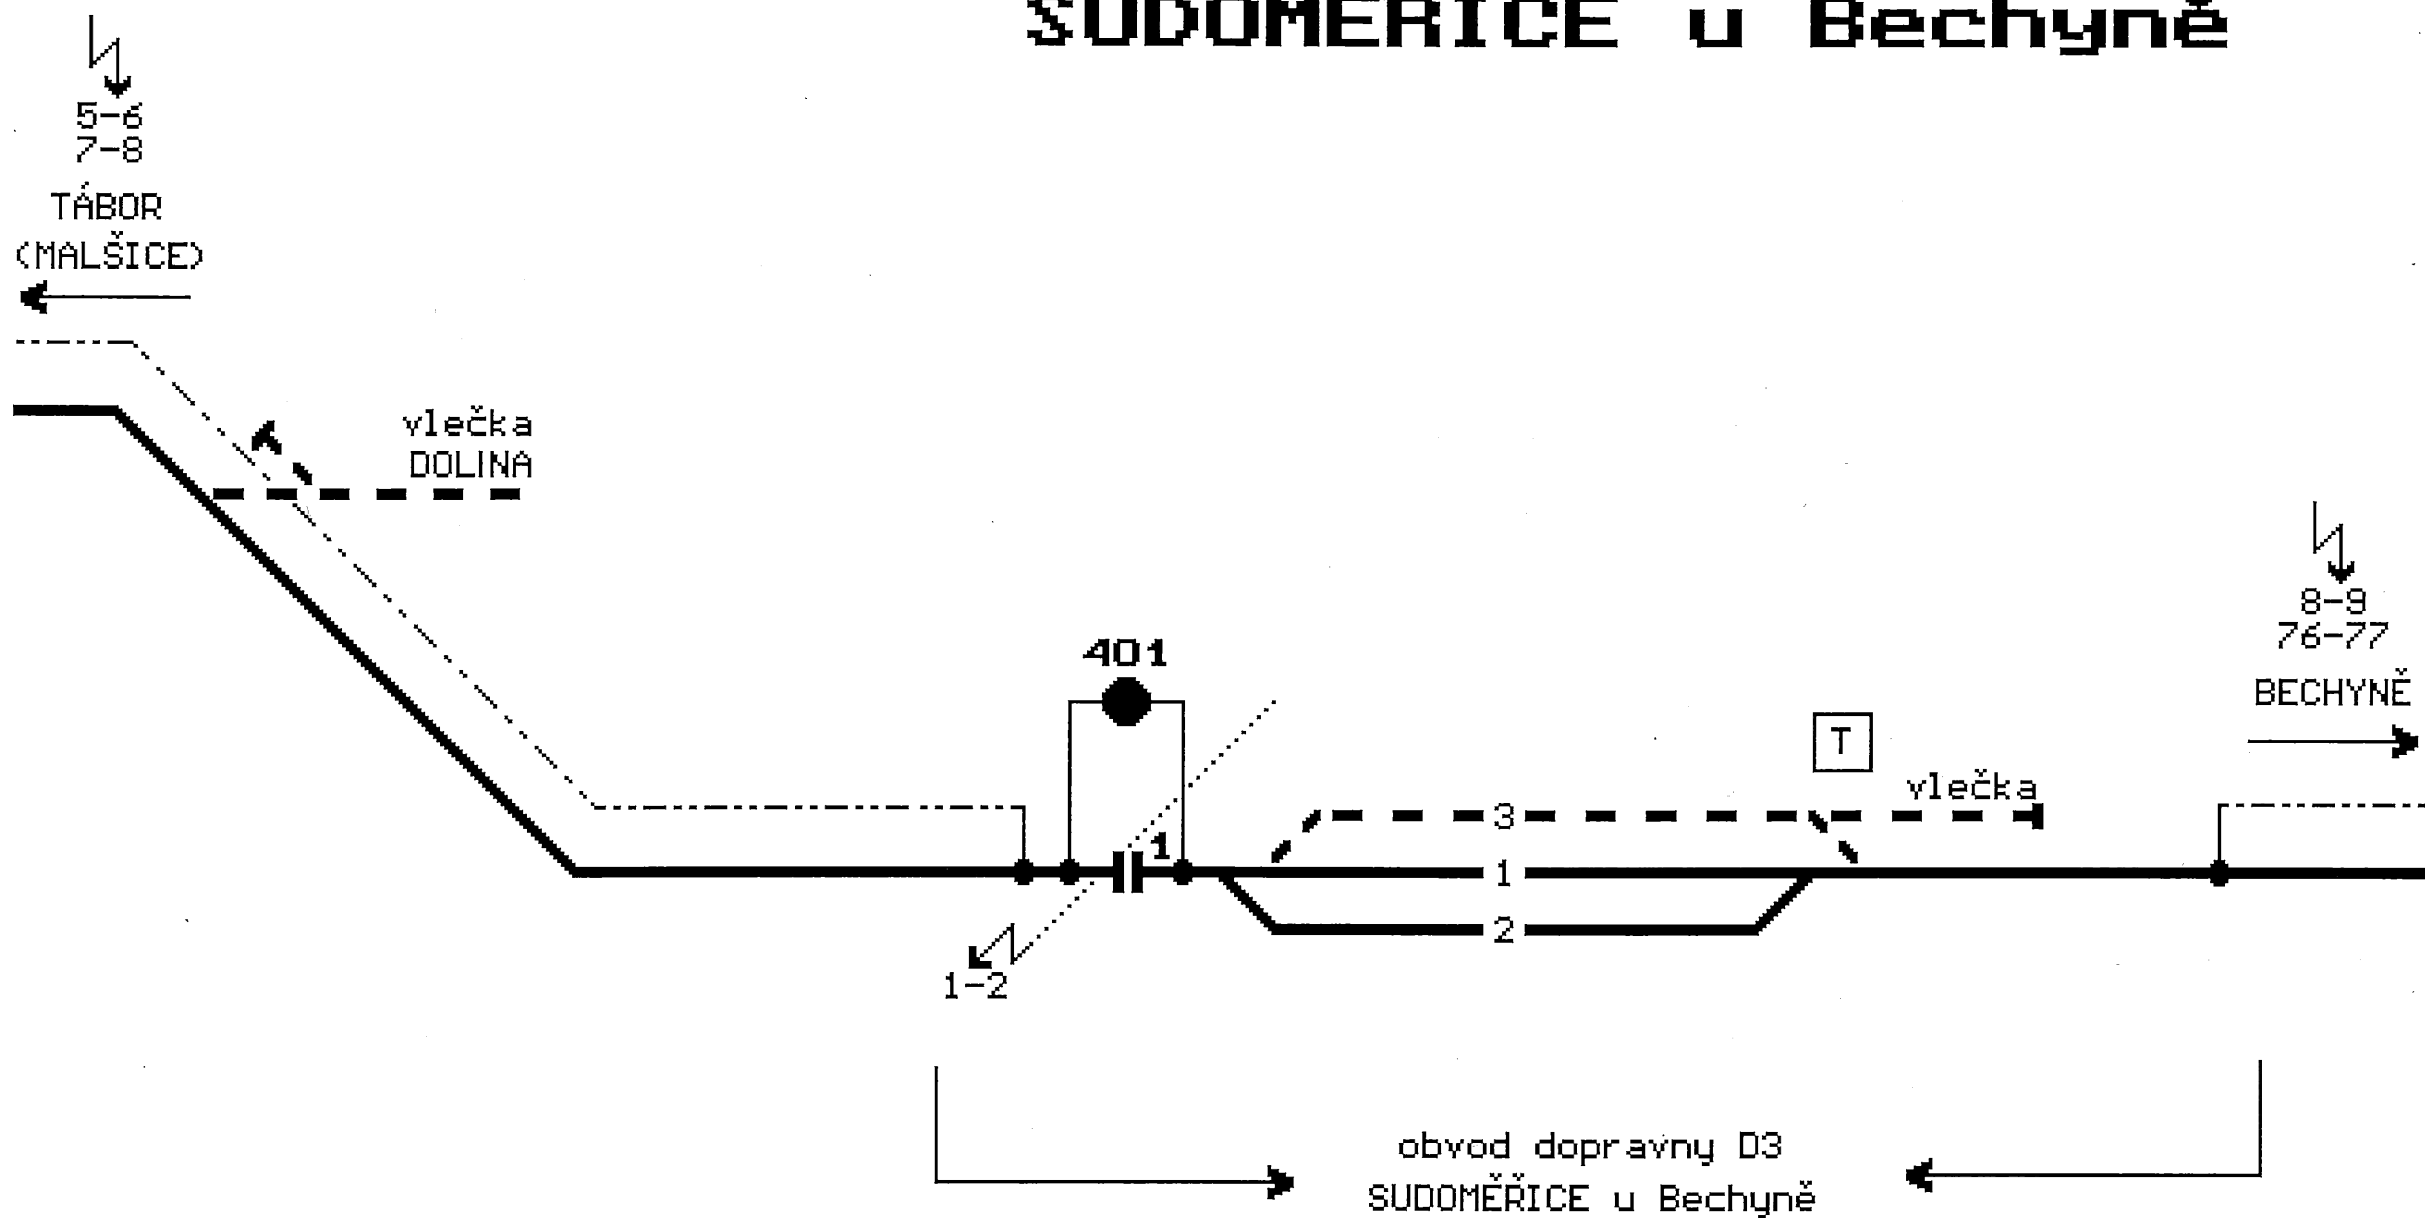 SUDOMĚŘICE u Bechyně
5-6
7-8
TÁBOR
(MALŠICE)
vlečka
DOLINA
8-9
76-77
BECHYNĚ
401
T
vlečka
3
1
1
2
1-2
obvod dopravny D3
SUDOMĚŘICE u Bechyně